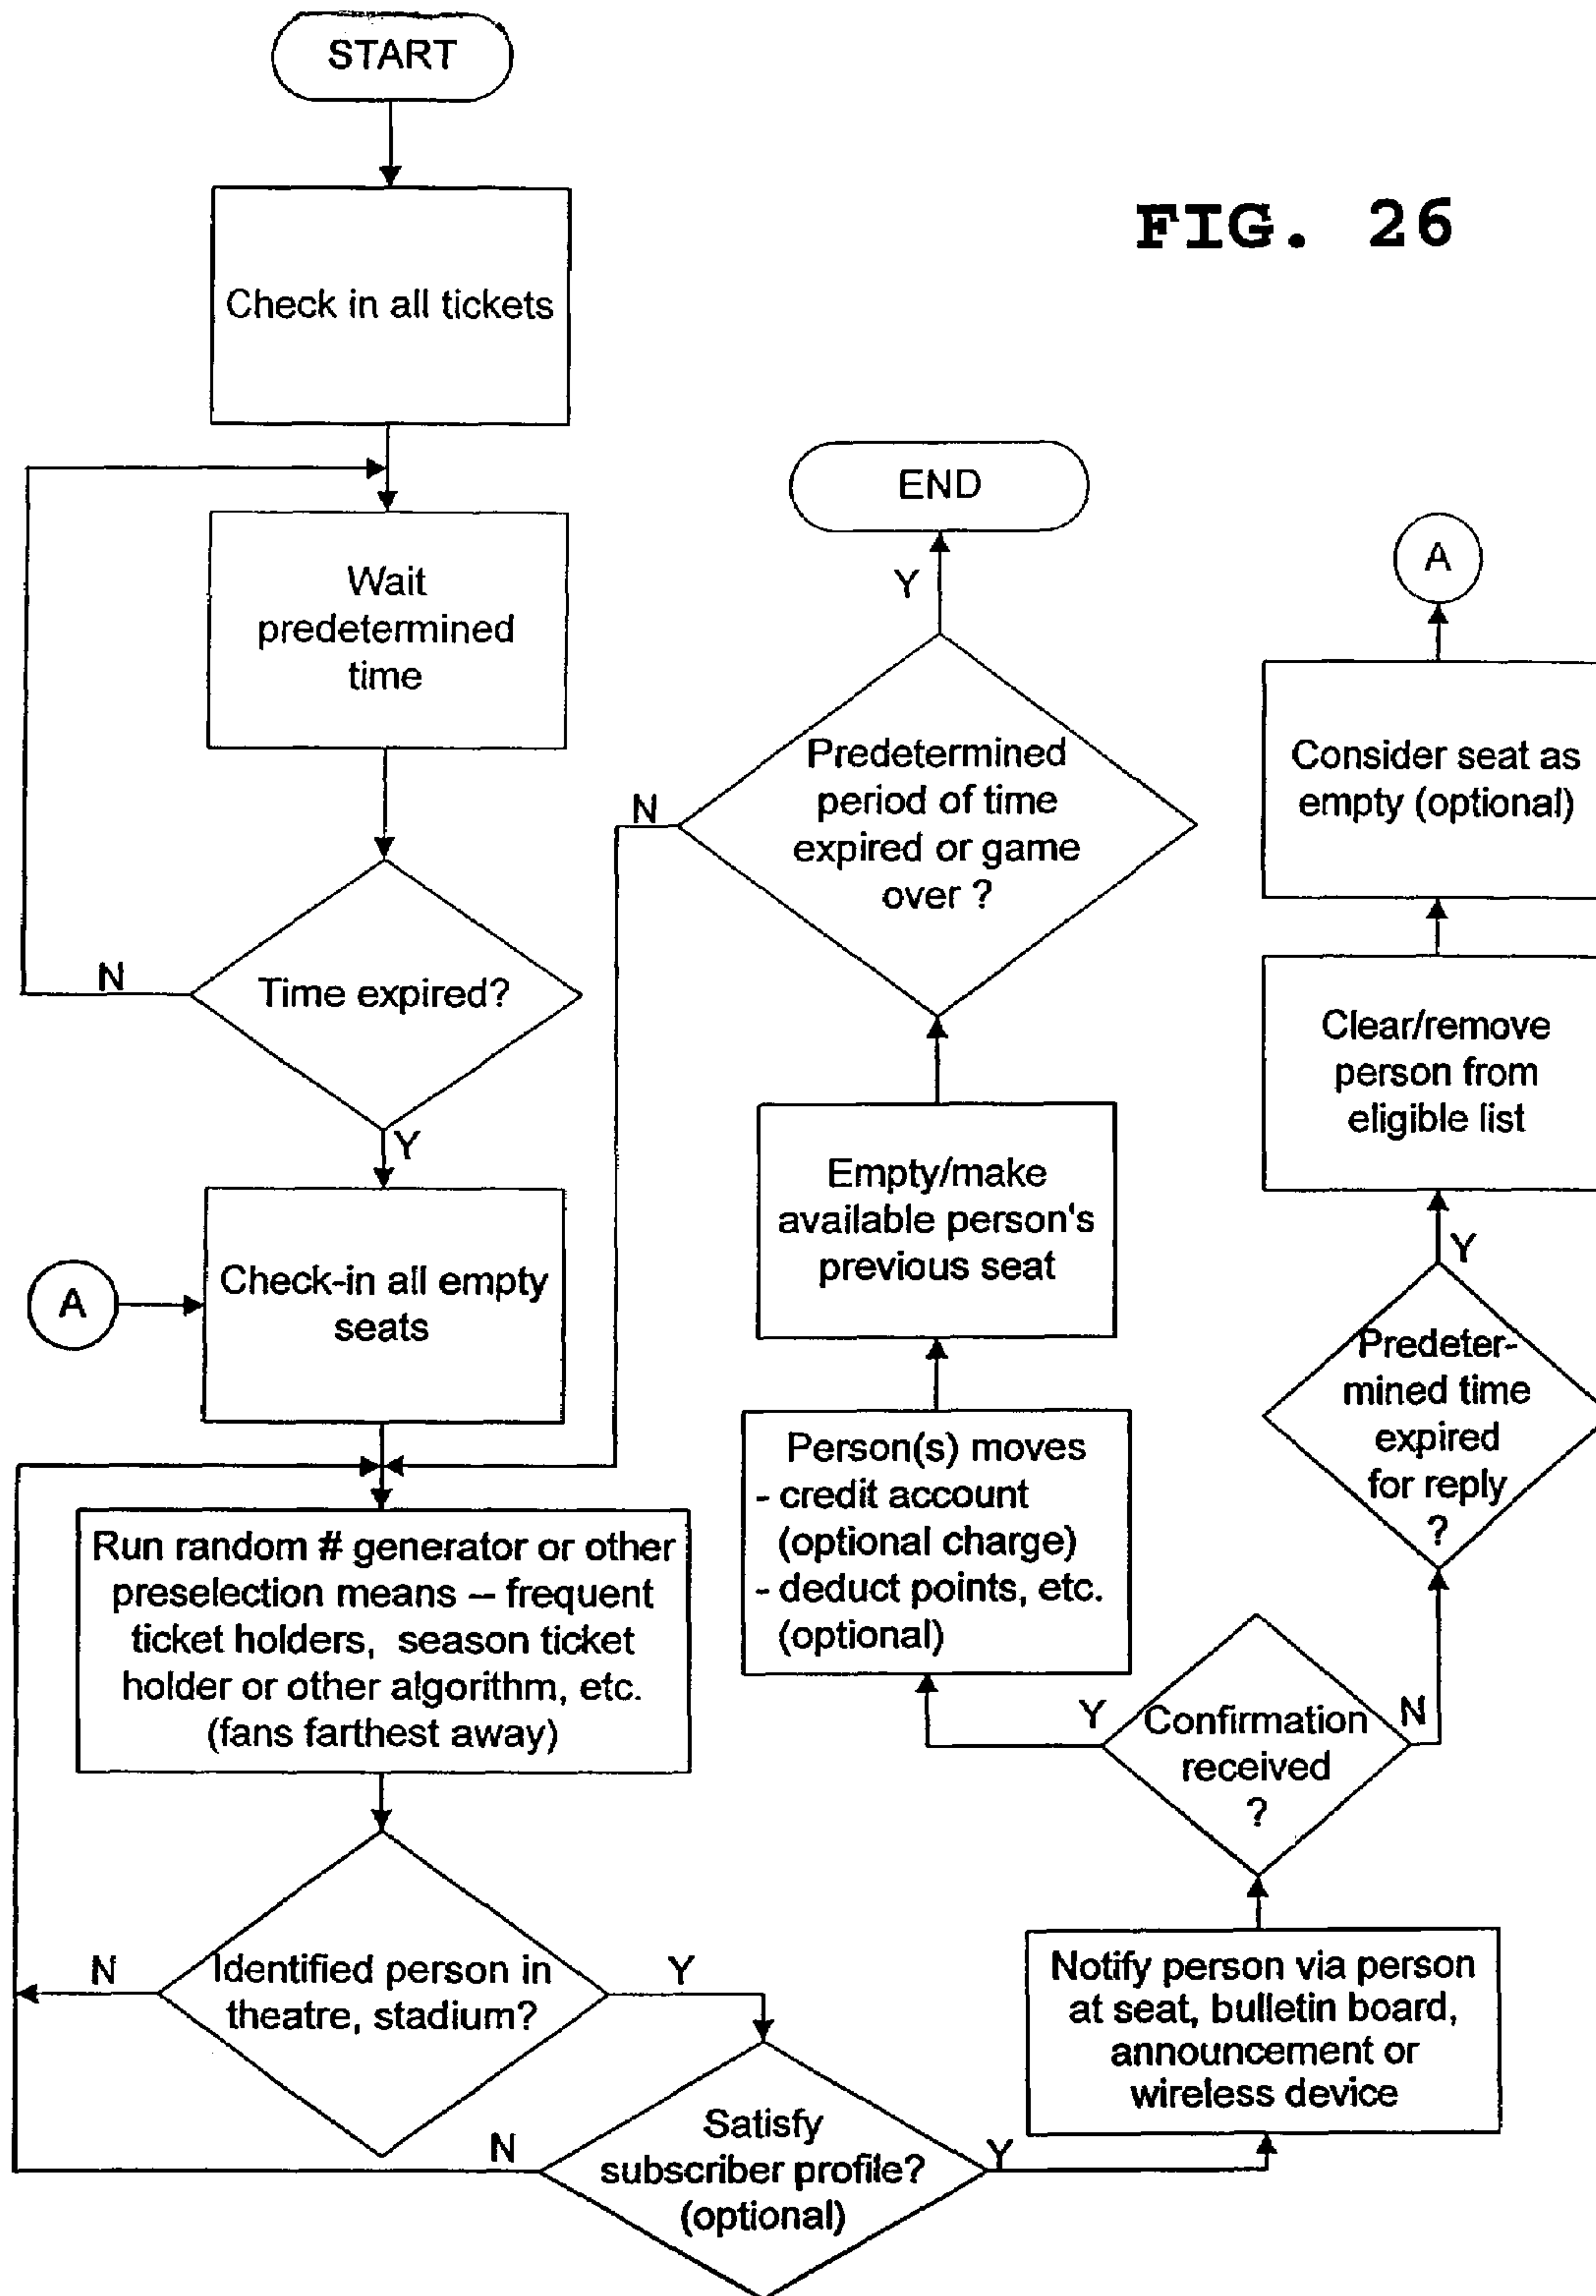 START
FIG. 26
Check in all tickets
Wait
predetermined
time
Time expired?
N
Y
A
Check-in all empty
seats
Run random # generator or other
preselection means -- frequent
ticket holders, season ticket
holder or other algorithm, etc.
(fans farthest away)
Identified person in
theatre, stadium?
N
Y
Satisfy
subscriber profile?
(optional)
N
Y
Notify person via person
at seat, bulletin board,
announcement or
wireless device
Confirmation
received
?
Y
N
Person(s) moves
- credit account
(optional charge)
- deduct points, etc.
(optional)
Empty/make
available person's
previous seat
Predetermined
period of time
expired or game
over ?
N
Y
END
Predeter-
mined time
expired
for reply
?
Y
Clear/remove
person from
eligible list
Consider seat as
empty (optional)
A